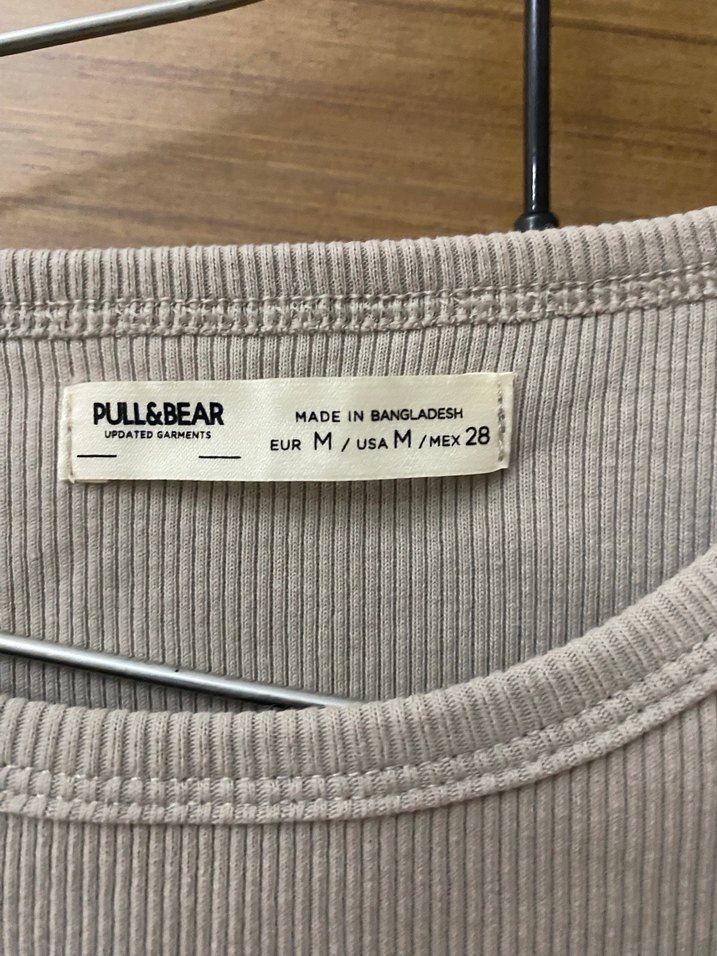 PULL&BEAR
UPDATED GARMENTS
MADE IN BANGLADESH
EUR M / USA M / MEX 28